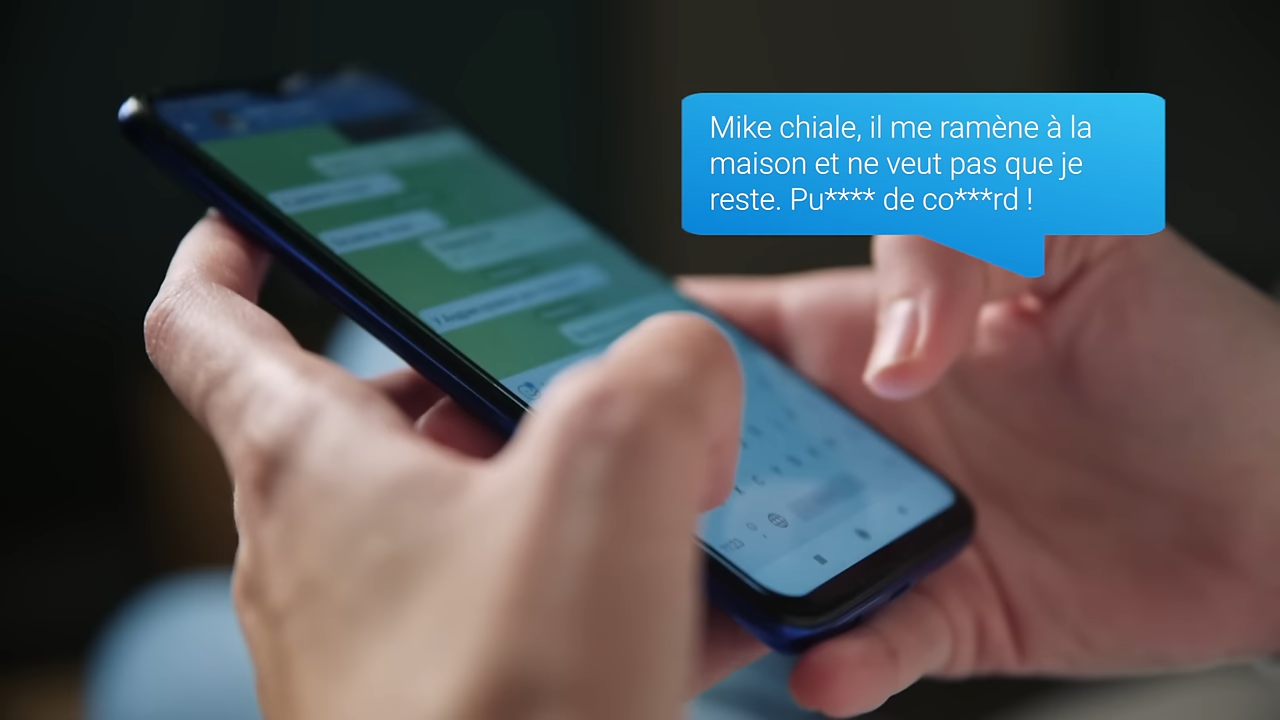 Mike chiale, il me ramène à la
maison et ne veut pas que je
reste. Pu**** de co***rd !